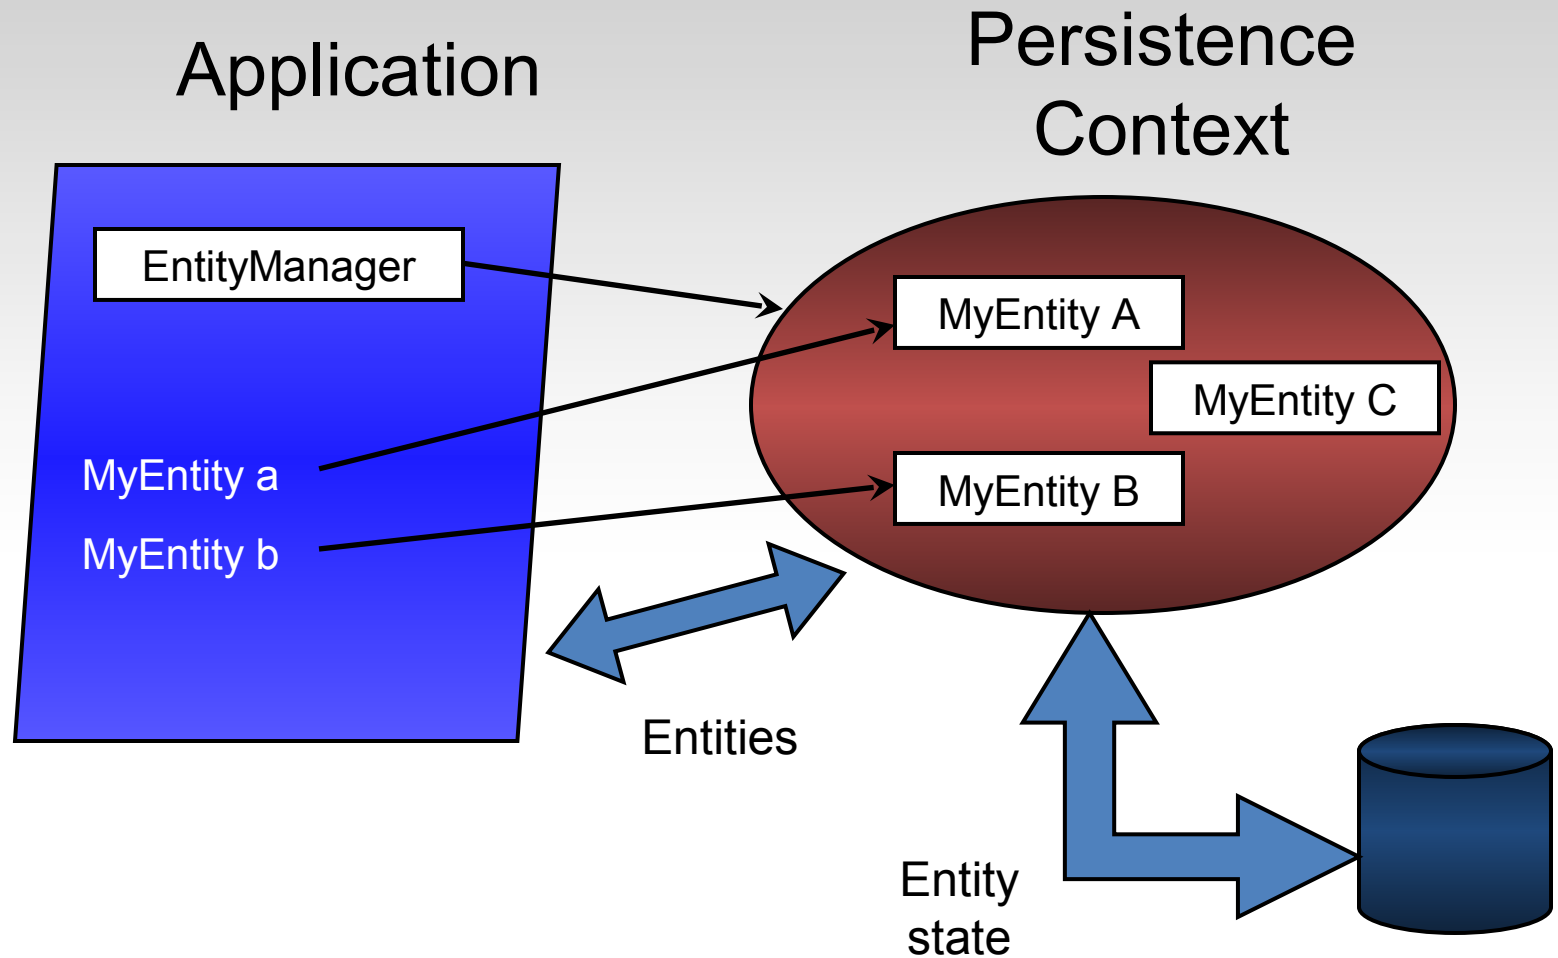 Application
Persistence
Context
EntityManager
MyEntity A
MyEntity C
MyEntity a
MyEntity B
MyEntity b
Entities
Entity
state